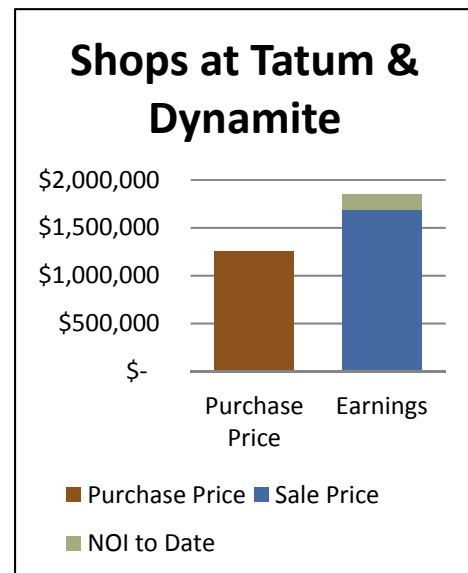 Shops at Tatum &
Dynamite
$2,000,000
$1,500,000
$1,000,000
$500,000
$-
Purchase
Price
Earnings
Purchase Price
Sale Price
NOI to Date